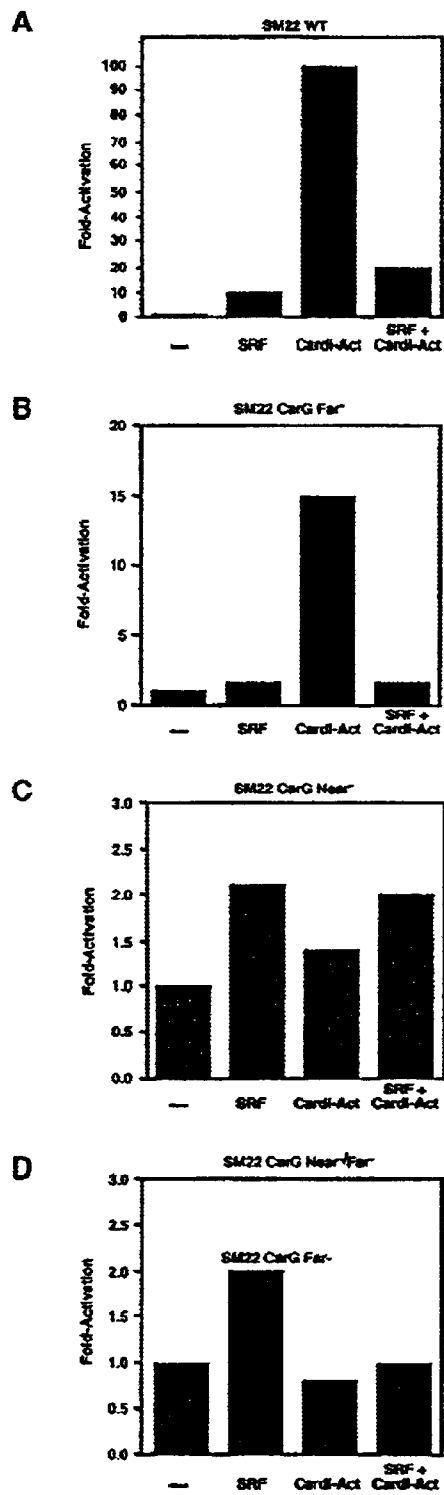 A
SM22 WT
Fold-Activation
100
90
80
70
60
50
40
30
20
10
0
— SRF Cardi-Act SRF + Cardi-Act
B
SM22 CarG Far⁻
Fold-Activation
20
15
10
5
0
— SRF Cardi-Act SRF + Cardi-Act
C
SM22 CarG Near⁻
Fold-Activation
3.0
2.5
2.0
1.5
1.0
0.5
0.0
— SRF Cardi-Act SRF + Cardi-Act
D
SM22 CarG Near⁻/Far⁻
SM22 CarG Far-
Fold-Activation
3.0
2.5
2.0
1.5
1.0
0.5
0.0
— SRF Cardi-Act SRF + Cardi-Act